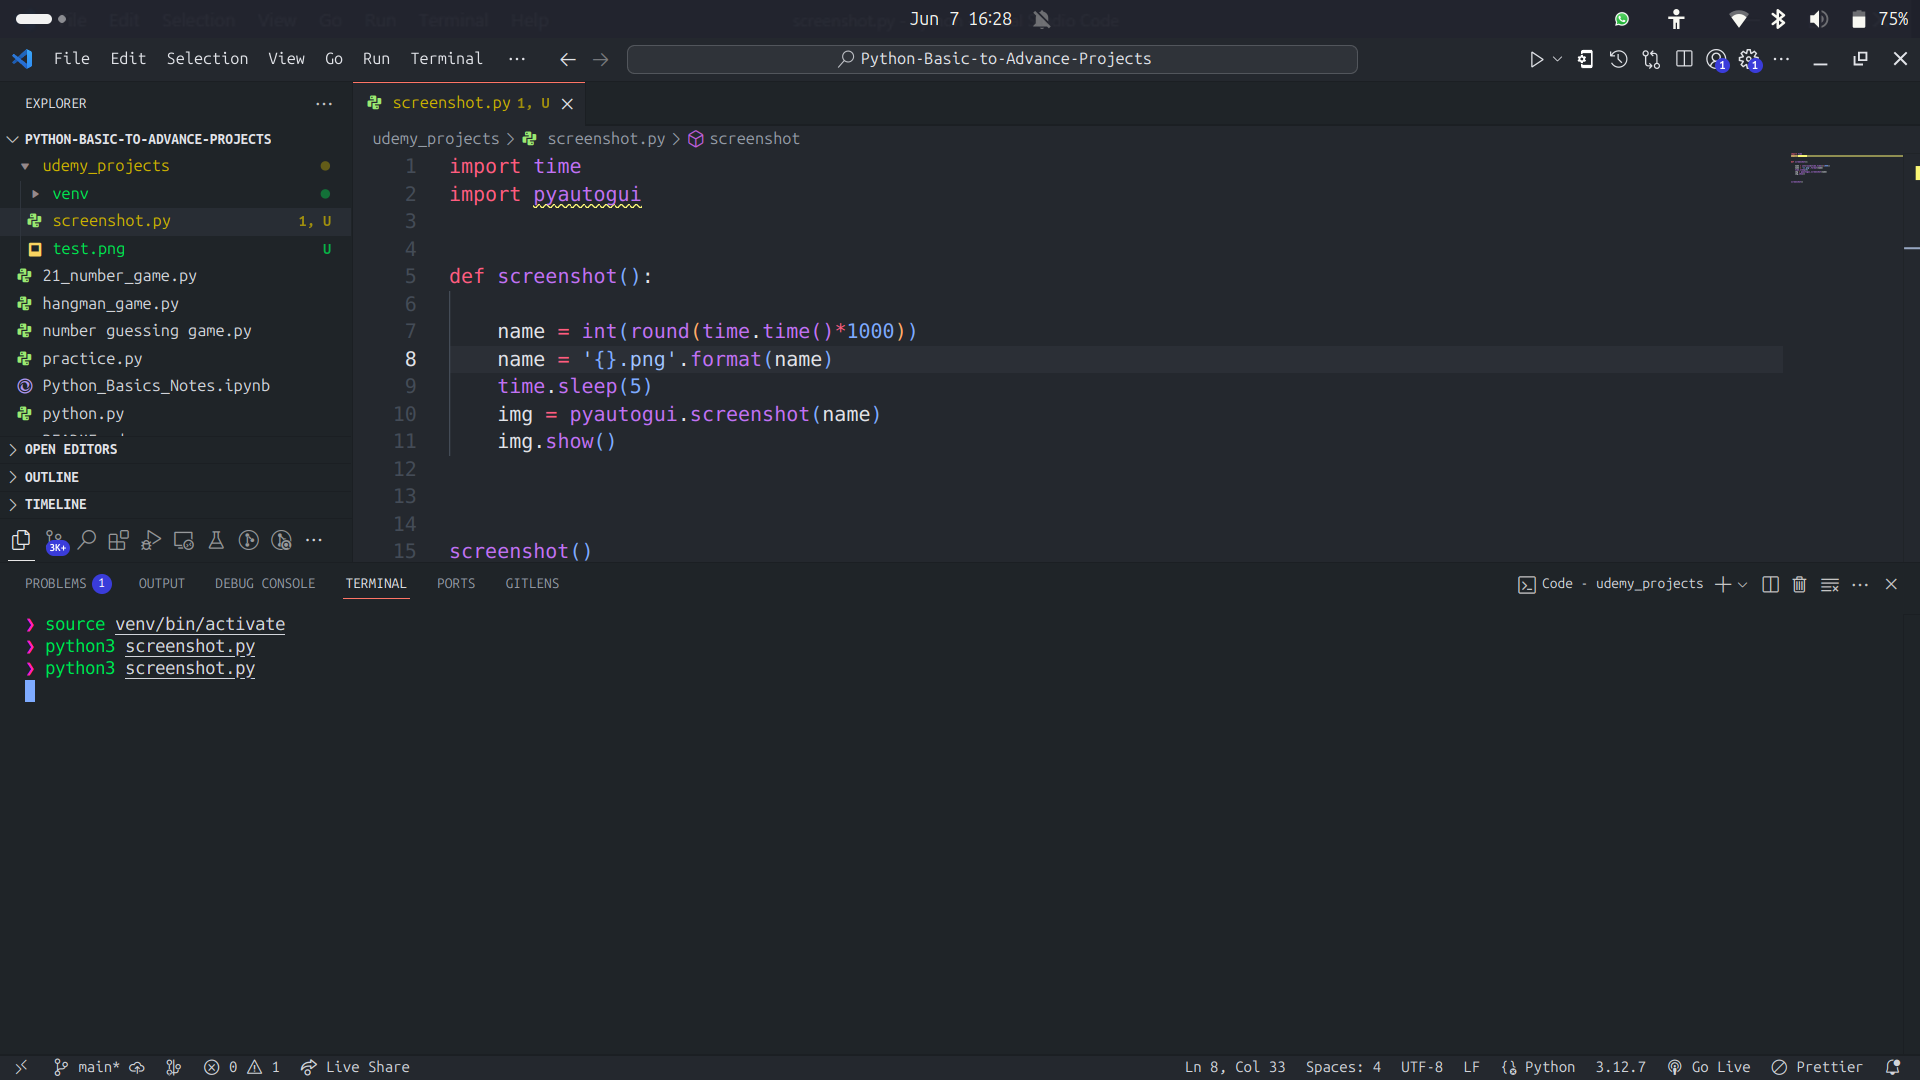 Jun 7 16:28
75%
File Edit Selection View Go Run Terminal ···
Python-Basic-to-Advance-Projects
1 1
EXPLORER
PYTHON-BASIC-TO-ADVANCE-PROJECTS
udemy_projects
venv
screenshot.py 1, U
test.png U
21_number_game.py
hangman_game.py
number guessing game.py
practice.py
Python_Basics_Notes.ipynb
python.py
OPEN EDITORS
OUTLINE
TIMELINE
3K+
screenshot.py 1, U
udemy_projects > screenshot.py > screenshot
1 import time
2 import pyautogui
3
4
5 def screenshot():
6
7 name = int(round(time.time()*1000))
8 name = '{}.png'.format(name)
9 time.sleep(5)
10 img = pyautogui.screenshot(name)
11 img.show()
12
13
14
15 screenshot()
PROBLEMS 1 OUTPUT DEBUG CONSOLE TERMINAL PORTS GITLENS
Code - udemy_projects
❯ source venv/bin/activate
❯ python3 screenshot.py
❯ python3 screenshot.py
main* 0 1 Live Share
Ln 8, Col 33 Spaces: 4 UTF-8 LF Python 3.12.7 Go Live Prettier